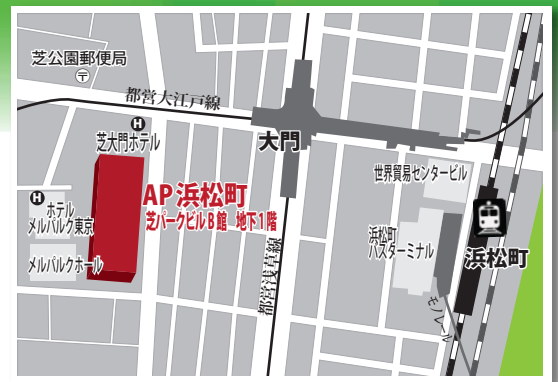 芝公園郵便局
〒
都営大江戸線
H
芝大門ホテル
大門
AP 浜松町
芝パークビルB館 地下1階
H
ホテル
メルパルク東京
メルパルクホール
都営浅草線
世界貿易センタービル
浜松町
バスターミナル
浜松町
モノレール